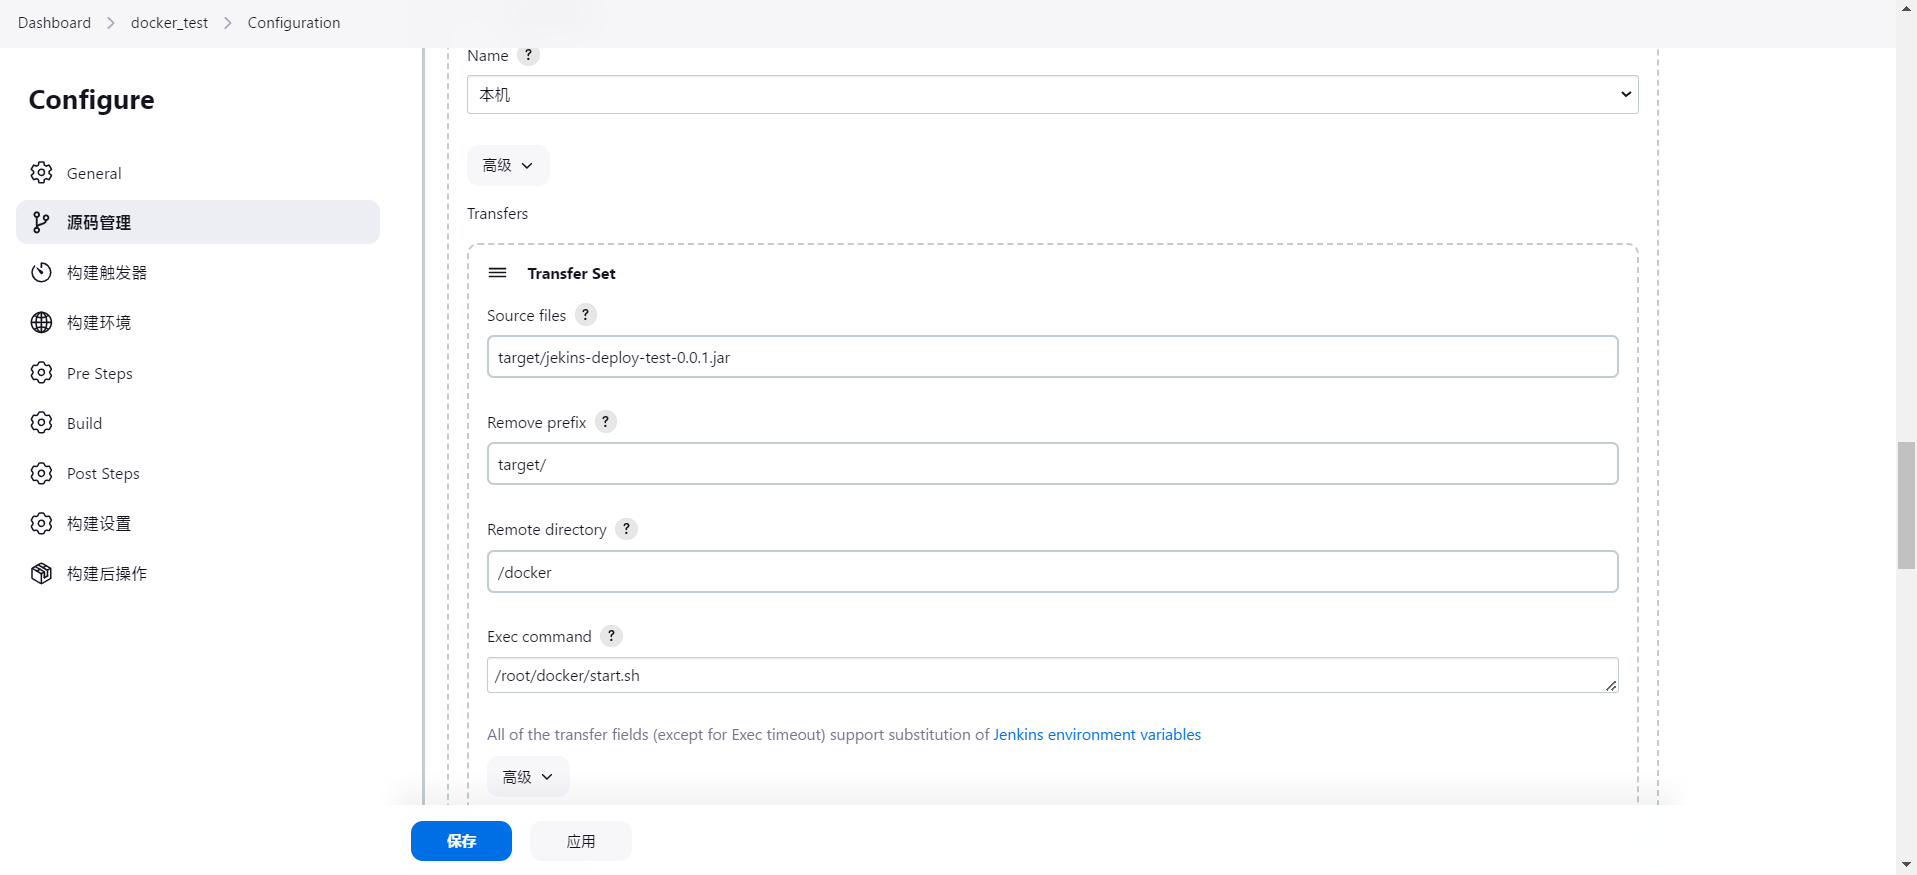 Dashboard > docker_test > Configuration
Configure
General
源码管理
构建触发器
构建环境
Pre Steps
Build
Post Steps
构建设置
构建后操作
Name ?
本机
高级
Transfers
Transfer Set
Source files ?
target/jekins-deploy-test-0.0.1.jar
Remove prefix ?
target/
Remote directory ?
/docker
Exec command ?
/root/docker/start.sh
All of the transfer fields (except for Exec timeout) support substitution of Jenkins environment variables
高级
保存
应用